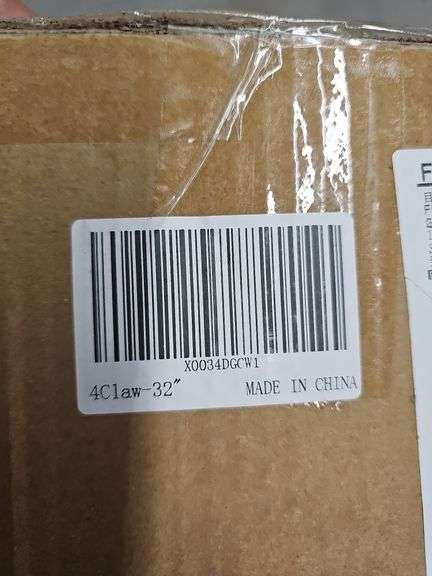 X0034DGCW1
4Claw-32"
MADE IN CHINA
F